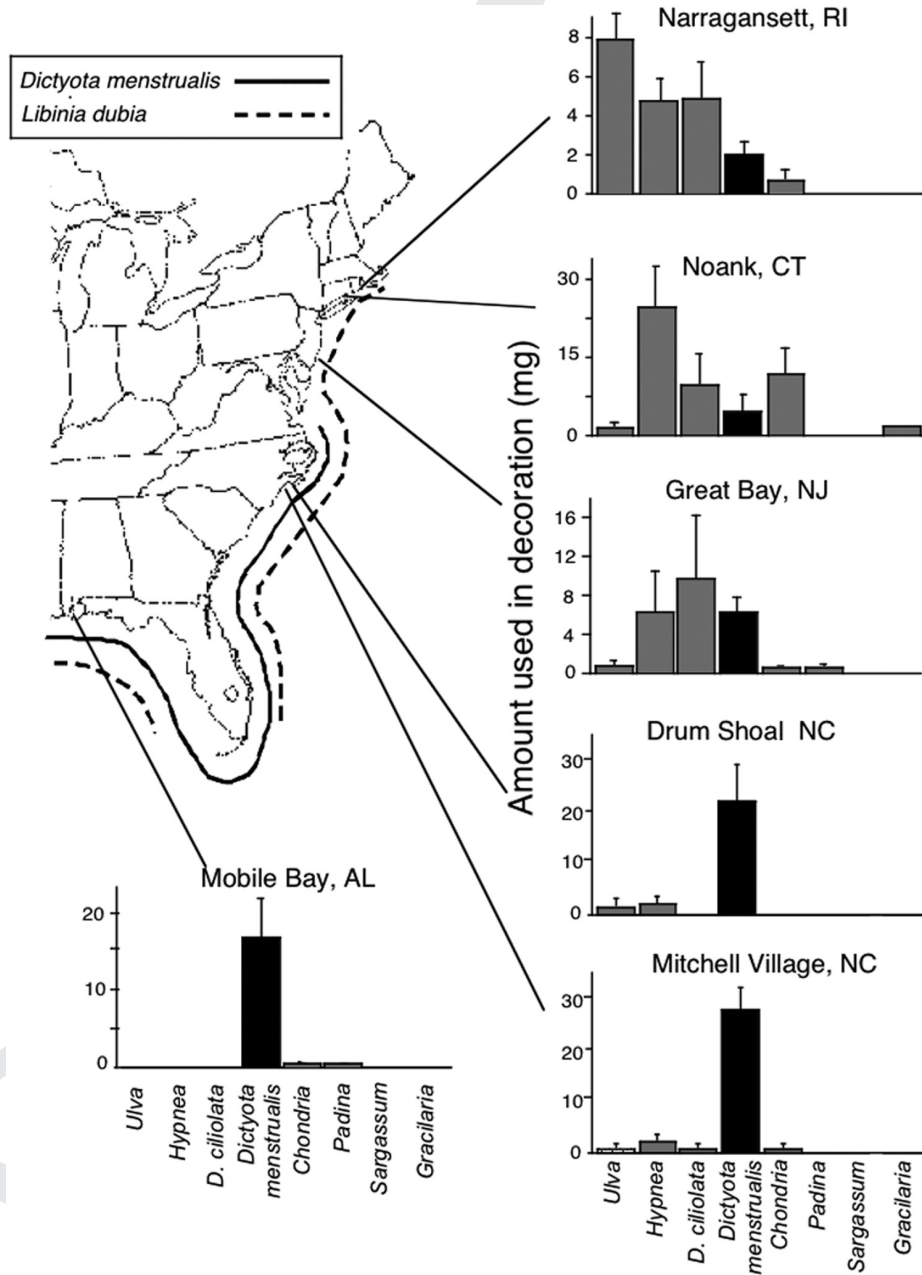 Dictyota menstrualis
Libinia dubia
Amount used in decoration (mg)
Narragansett, RI
8
6
4
2
0
Noank, CT
30
15
0
Great Bay, NJ
16
12
8
4
0
Drum Shoal NC
30
20
10
0
Mitchell Village, NC
30
20
10
0
Ulva
Hypnea
D. ciliolata
Dictyota
menstrualis
Chondria
Padina
Sargassum
Gracilaria
Mobile Bay, AL
20
10
0
Ulva
Hypnea
D. ciliolata
Dictyota
menstrualis
Chondria
Padina
Sargassum
Gracilaria